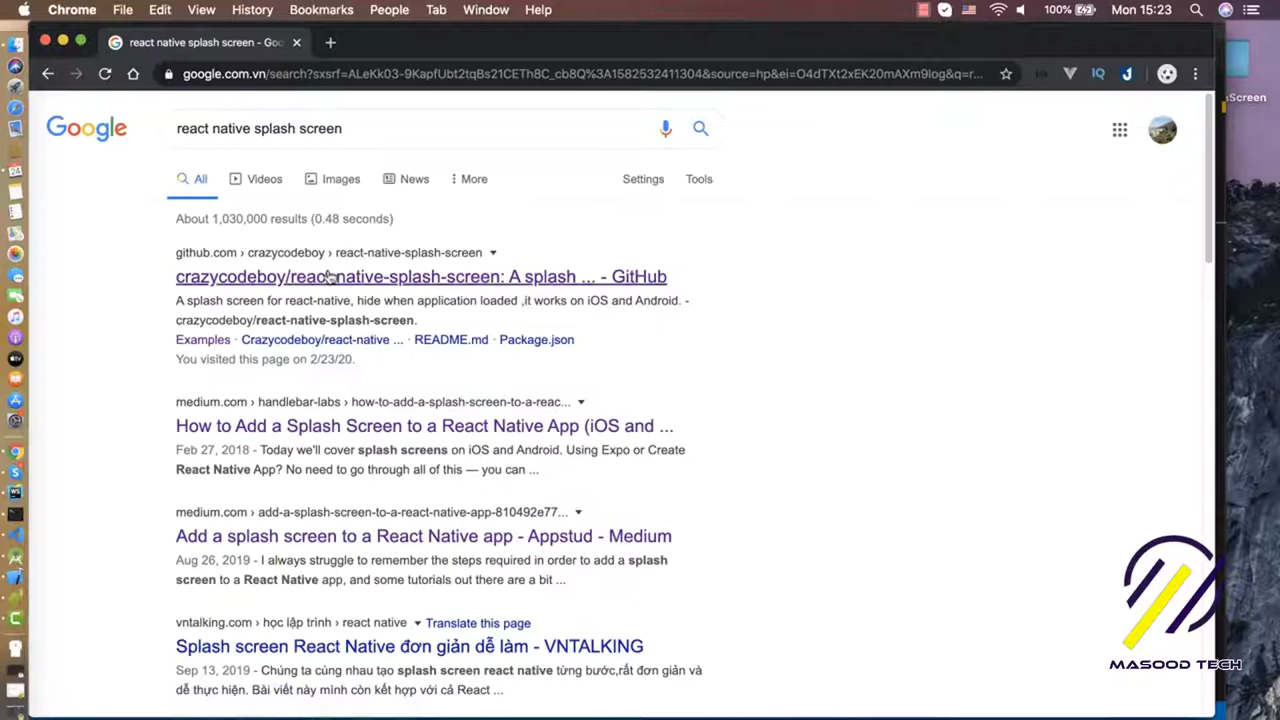 Chrome File Edit View History Bookmarks People Tab Window Help 100% Mon 15:23
react native splash screen - Goo
google.com.vn/search?sxsrf=ALeKk03-9KapfUbt2tqBs21CETh8C_cb8Q%3A1582532411304&source=hp&ei=O4dTXt2xEK20mAXm9log&q=r...
Screen
Google react native splash screen
All Videos Images News More Settings Tools
About 1,030,000 results (0.48 seconds)
github.com › crazycodeboy › react-native-splash-screen
crazycodeboy/react-native-splash-screen: A splash ... - GitHub
A splash screen for react-native, hide when application loaded ,it works on iOS and Android. -
crazycodeboy/react-native-splash-screen.
Examples · Crazycodeboy/react-native ... · README.md · Package.json
You visited this page on 2/23/20.
medium.com › handlebar-labs › how-to-add-a-splash-screen-to-a-reac...
How to Add a Splash Screen to a React Native App (iOS and ...
Feb 27, 2018 - Today we'll cover splash screens on iOS and Android. Using Expo or Create
React Native App? No need to go through all of this — you can ...
medium.com › add-a-splash-screen-to-a-react-native-app-810492e77...
Add a splash screen to a React Native app - Appstud - Medium
Aug 26, 2019 - I always struggle to remember the steps required in order to add a splash
screen to a React Native app, and some tutorials out there are a bit ...
vntalking.com › học lập trình › react native Translate this page
Splash screen React Native đơn giản dễ làm - VNTALKING
Sep 13, 2019 - Chúng ta cùng nhau tạo splash screen react native từng bước,rất đơn giản và
dễ thực hiện. Bài viết này mình còn kết hợp với cả React ...
MASOOD TECH